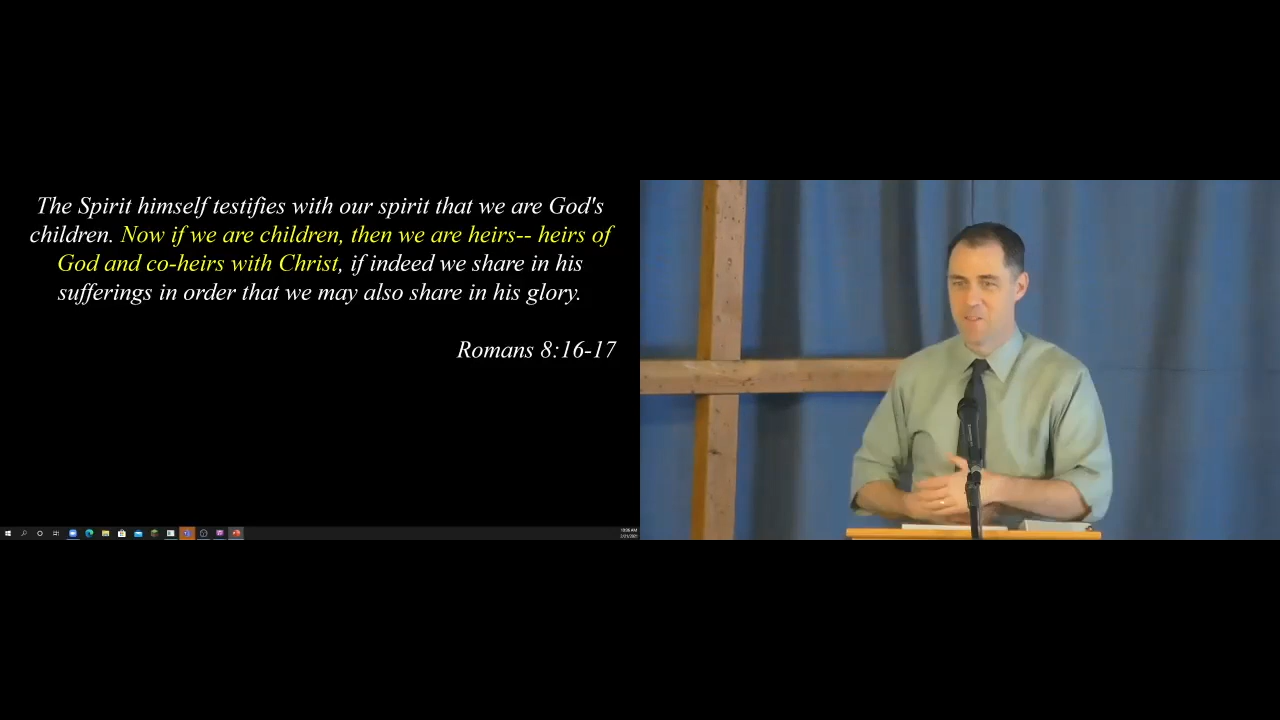 The Spirit himself testifies with our spirit that we are God's
children. Now if we are children, then we are heirs-- heirs of
God and co-heirs with Christ, if indeed we share in his
sufferings in order that we may also share in his glory.
Romans 8:16-17